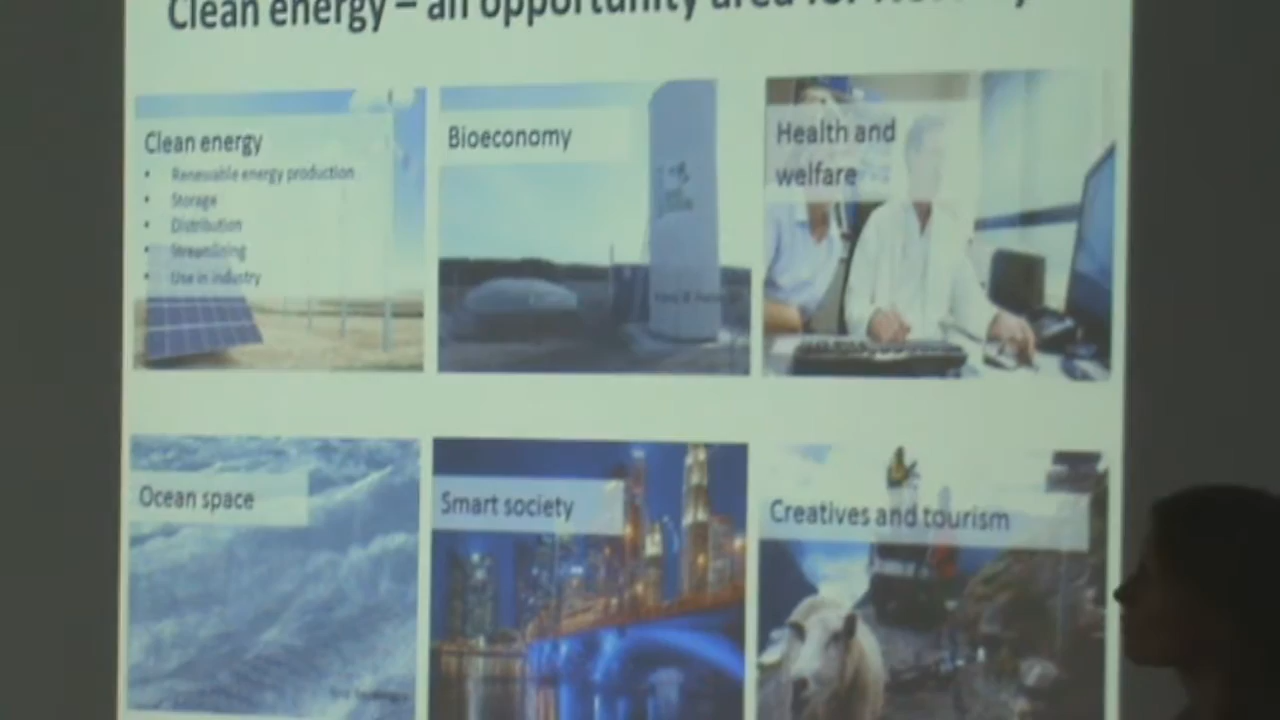 Clean energy – an opportunity area for
Clean energy
• Renewable energy production
• Storage
• Distribution
• Streamlining
• Use in industry
Bioeconomy
Health and
welfare
Ocean space
Smart society
Creatives and tourism